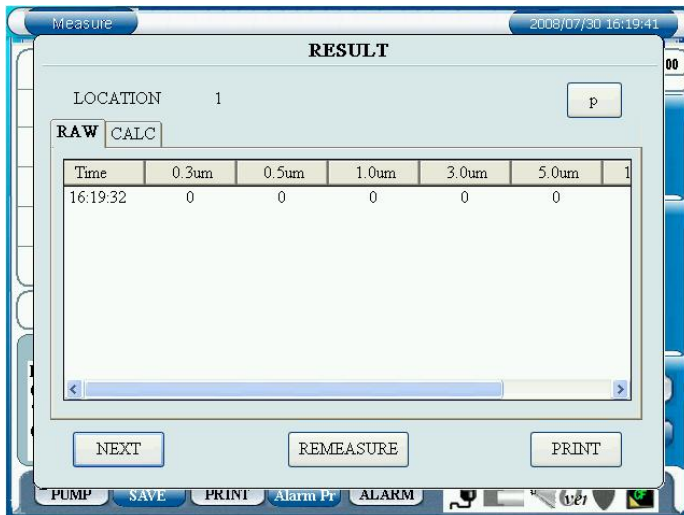 Measure 2008/07/30 16:19:41
RESULT
00
LOCATION 1 p
RAW CALC
Time 0.3um 0.5um 1.0um 3.0um 5.0um 1
16:19:32 0 0 0 0 0
NEXT REMEASURE PRINT
PUMP SAVE PRINT Alarm Pr ALARM